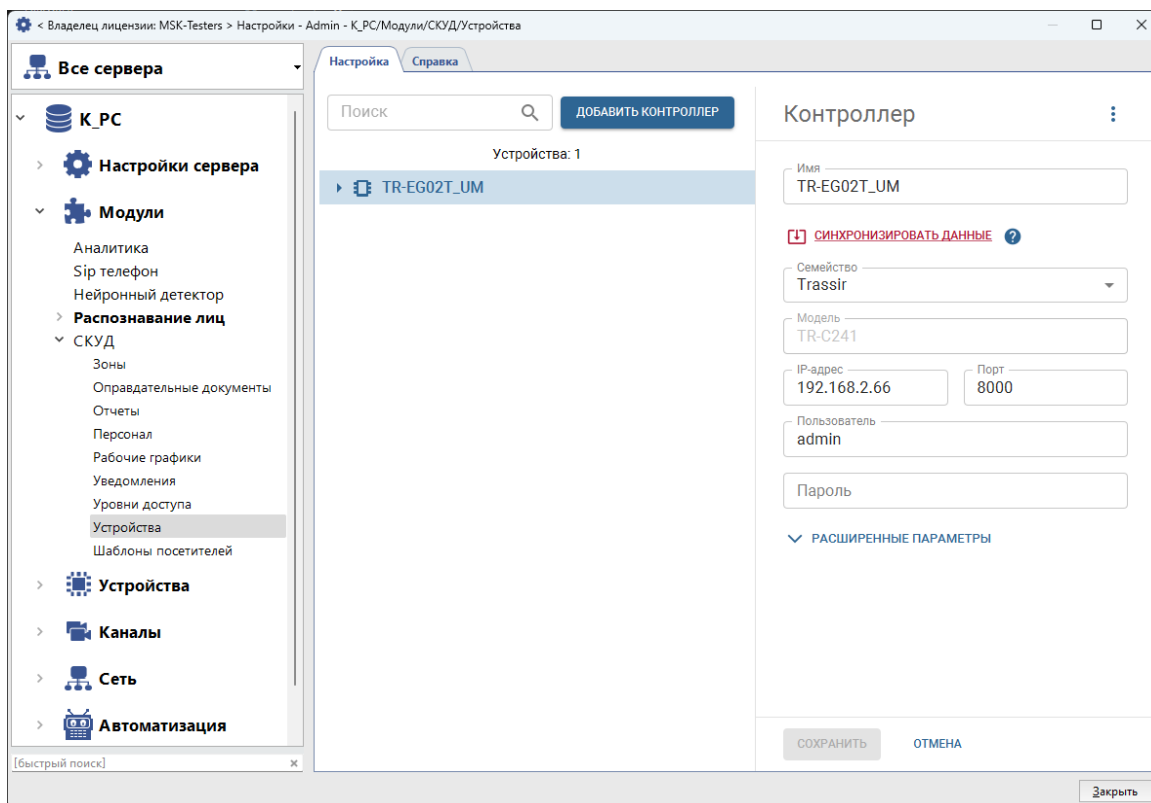 < Владелец лицензии: MSK-Testers > Настройки - Admin - K_PC/Модули/СКУД/Устройства
Все сервера
K_PC
Настройки сервера
Модули
Аналитика
Sip телефон
Нейронный детектор
Распознавание лиц
СКУД
Зоны
Оправдательные документы
Отчеты
Персонал
Рабочие графики
Уведомления
Уровни доступа
Устройства
Шаблоны посетителей
Устройства
Каналы
Сеть
Автоматизация
[быстрый поиск]
Настройка Справка
Поиск ДОБАВИТЬ КОНТРОЛЛЕР
Устройства: 1
TR-EG02T_UM
Контроллер
Имя
TR-EG02T_UM
СИНХРОНИЗИРОВАТЬ ДАННЫЕ ?
Семейство
Trassir
Модель
TR-C241
IP-адрес Порт
192.168.2.66 8000
Пользователь
admin
Пароль
РАСШИРЕННЫЕ ПАРАМЕТРЫ
СОХРАНИТЬ ОТМЕНА
Закрыть